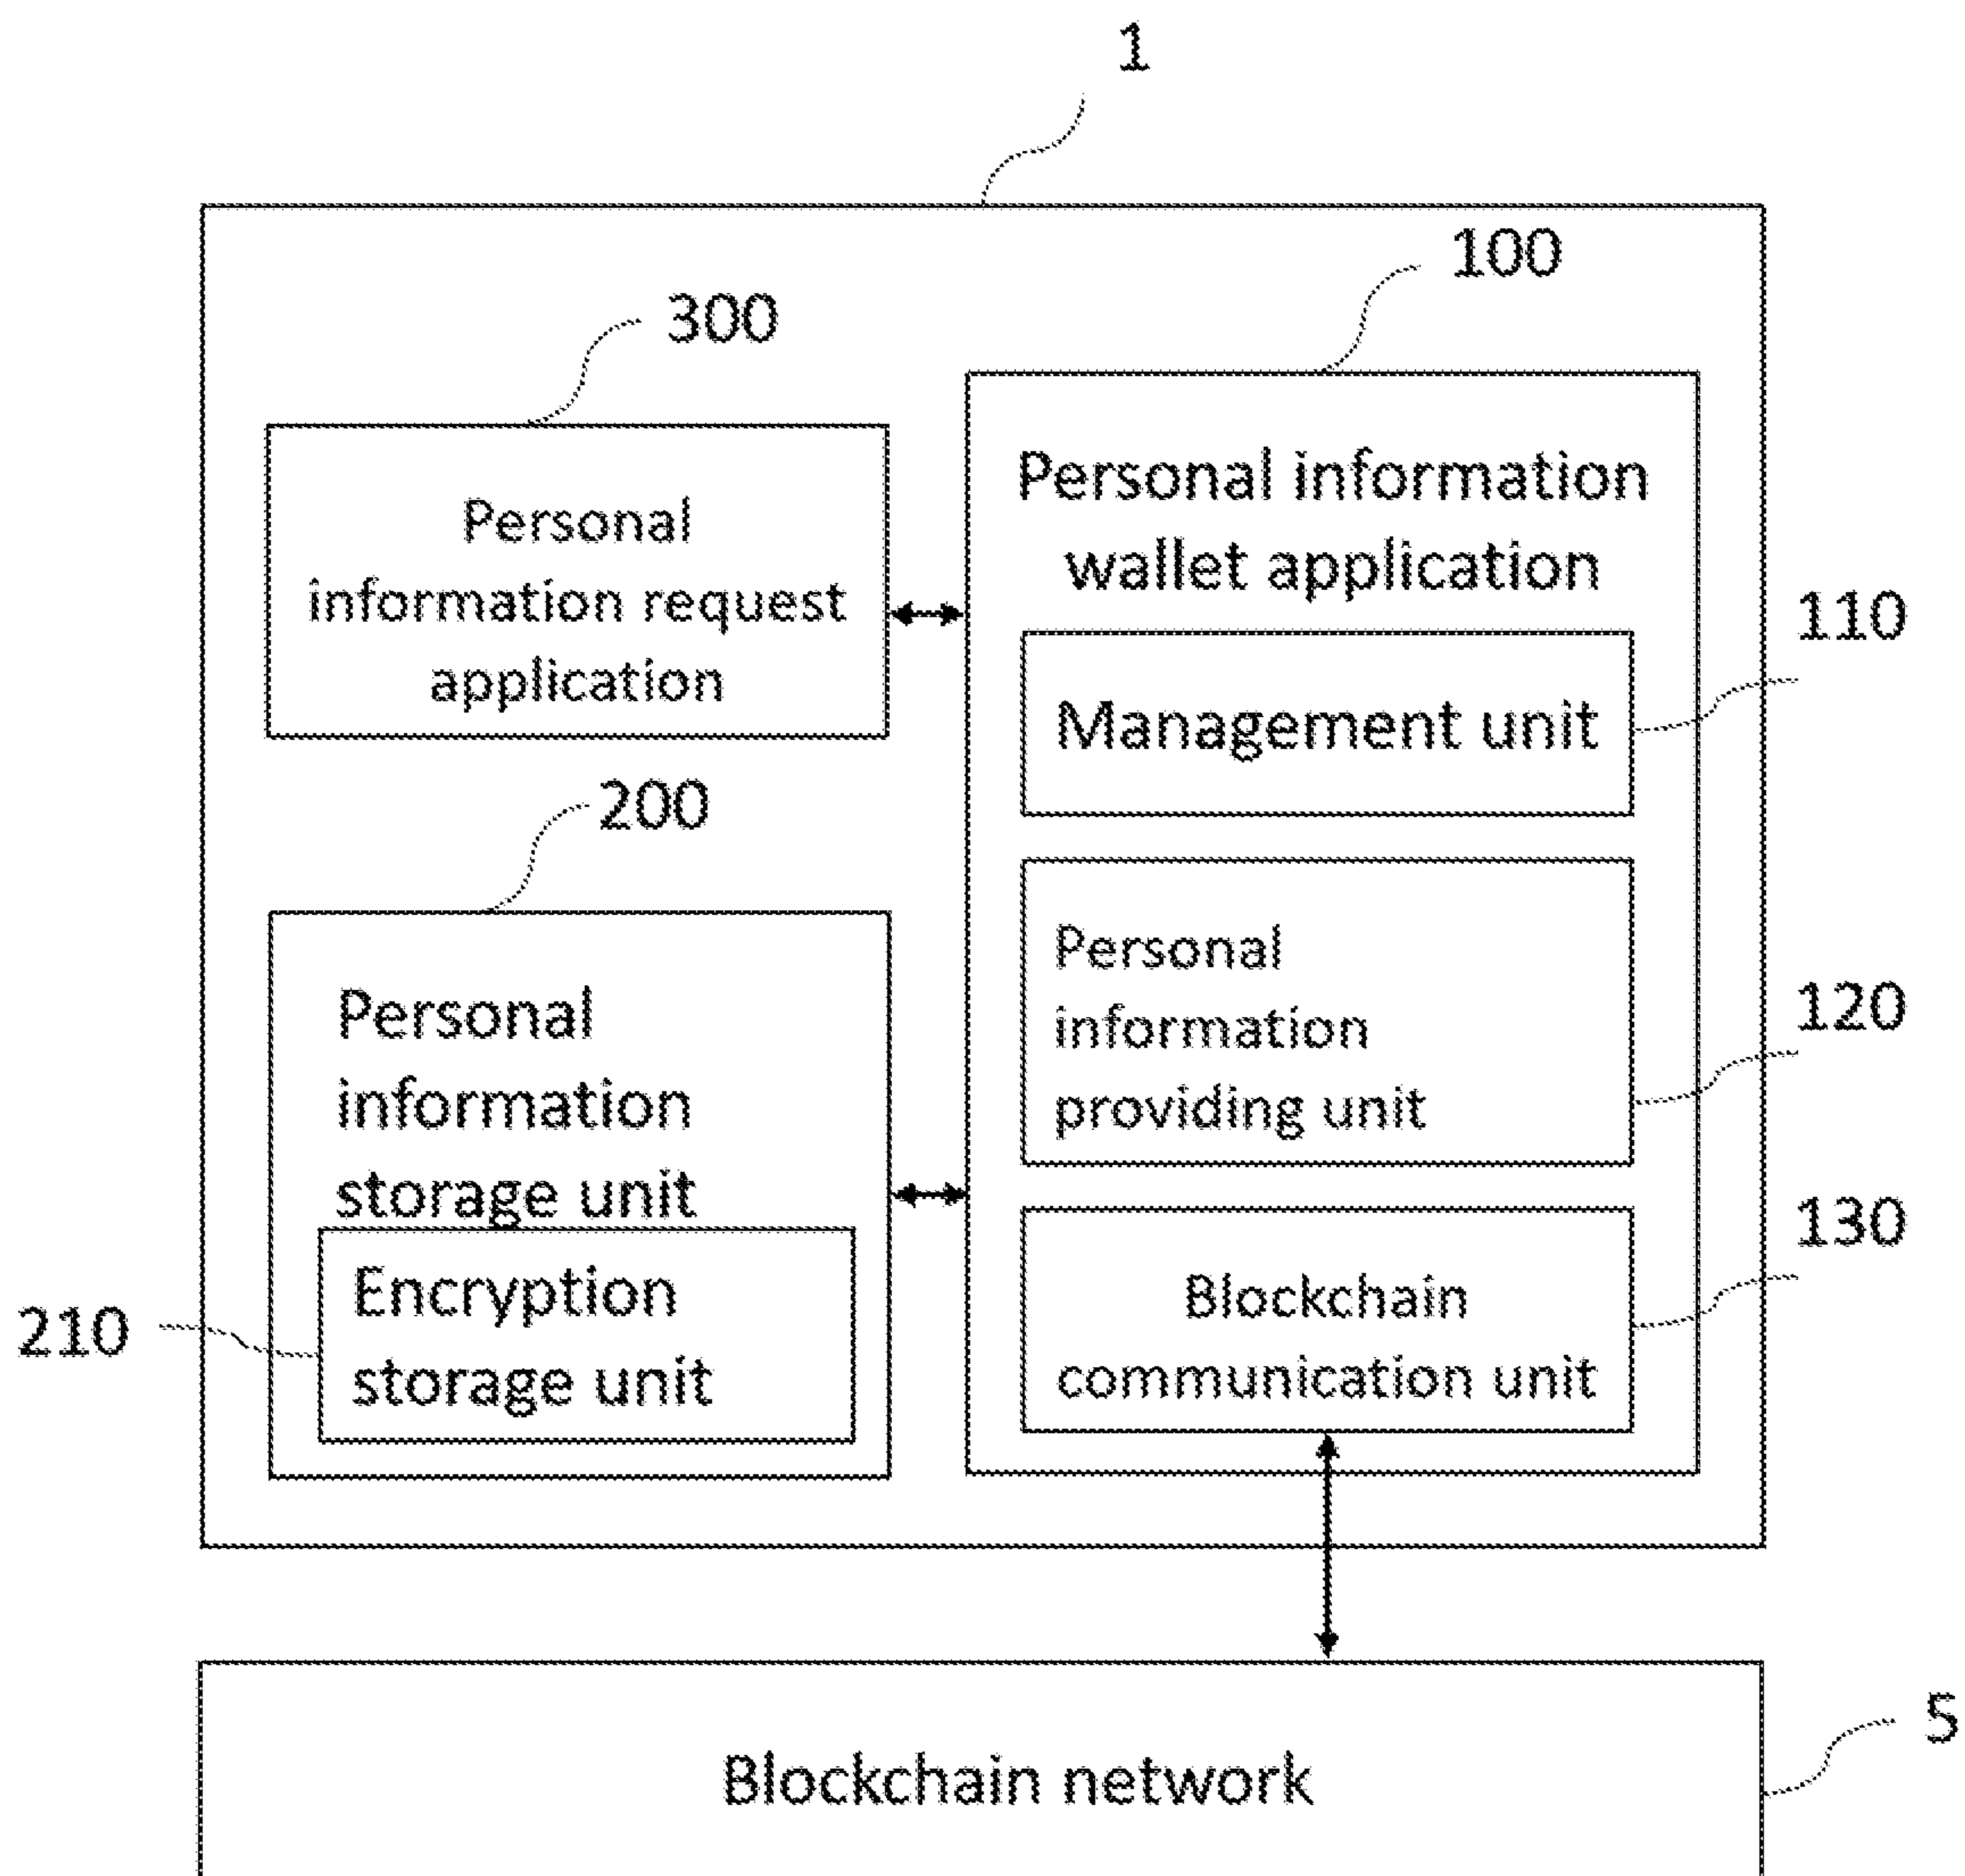 1
100
300
Personal
information request
application
Personal information
wallet application
110
Management unit
200
Personal
information
storage unit
Personal
information
providing unit
120
130
210
Encryption
storage unit
Blockchain
communication unit
5
Blockchain network